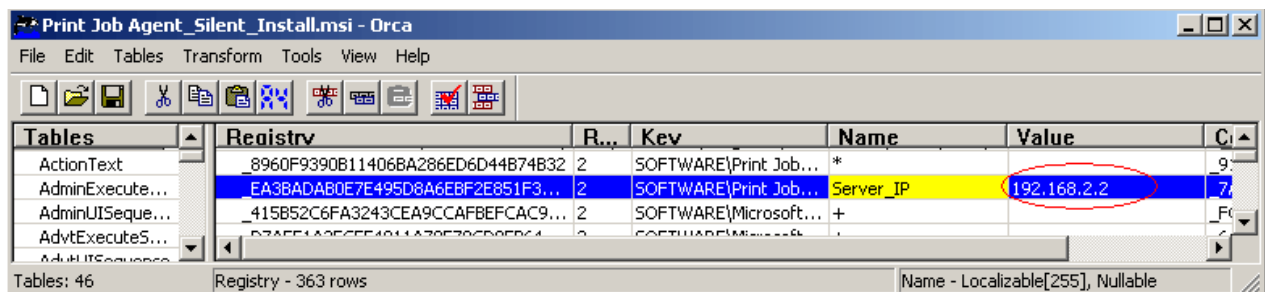 Print Job Agent_Silent_Install.msi - Orca
File Edit Tables Transform Tools View Help
Tables Registry R... Key Name Value
ActionText _8960F9390B11406BA286ED6D44B74B32 2 SOFTWARE\Print Job... *
AdminExecute... _EA3BADAB0E7E495D8A6EBF2E851F3... 2 SOFTWARE\Print Job... Server_IP 192.168.2.2
AdminUISeque... _415B52C6FA3243CEA9CCAFBEFCAC9... 2 SOFTWARE\Microsoft... +
AdvtExecuteS...
Tables: 46 Registry - 363 rows Name - Localizable[255], Nullable